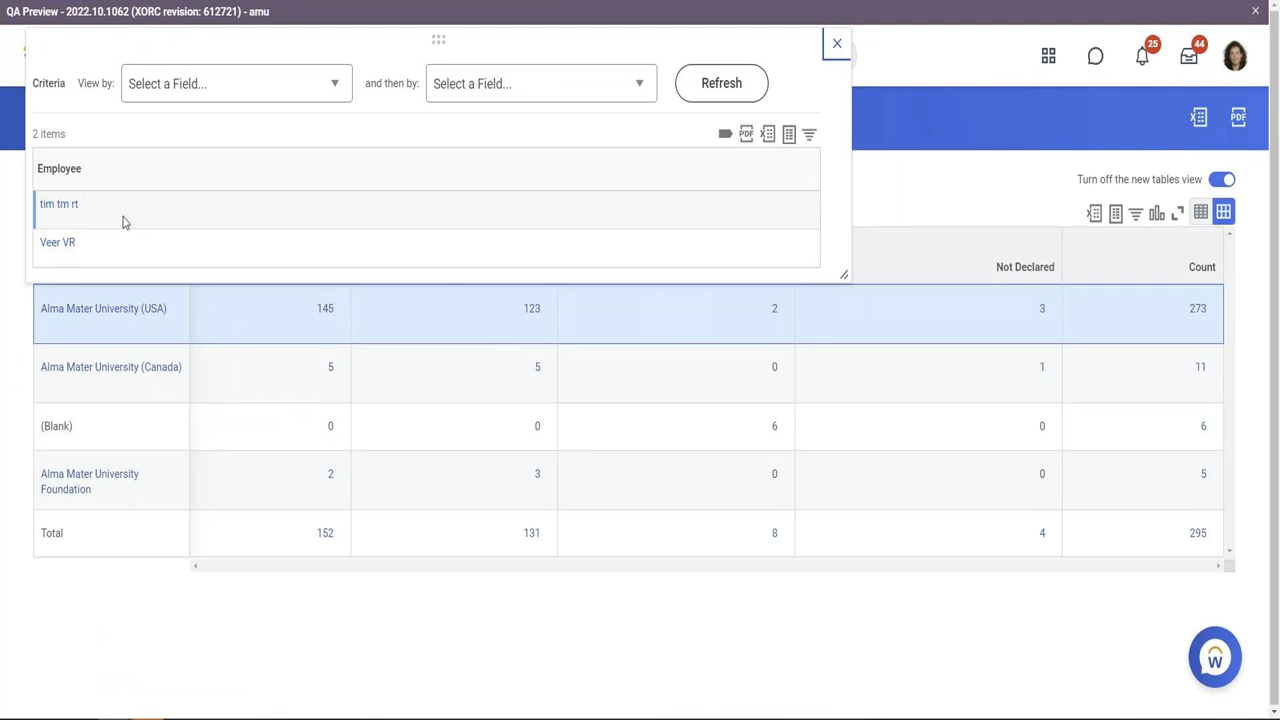 QA Preview - 2022.10.1062 (XORC revision: 612721) - amu
25
44
Criteria View by: Select a Field... and then by: Select a Field... Refresh
PDF
2 items
PDF
Employee
Turn off the new tables view
tim tm rt
Veer VR
Not Declared Count
Alma Mater University (USA) 145 123 2 3 273
Alma Mater University (Canada) 5 5 0 1 11
(Blank) 0 0 6 0 6
Alma Mater University
Foundation 2 3 0 0 5
Total 152 131 8 4 295
W